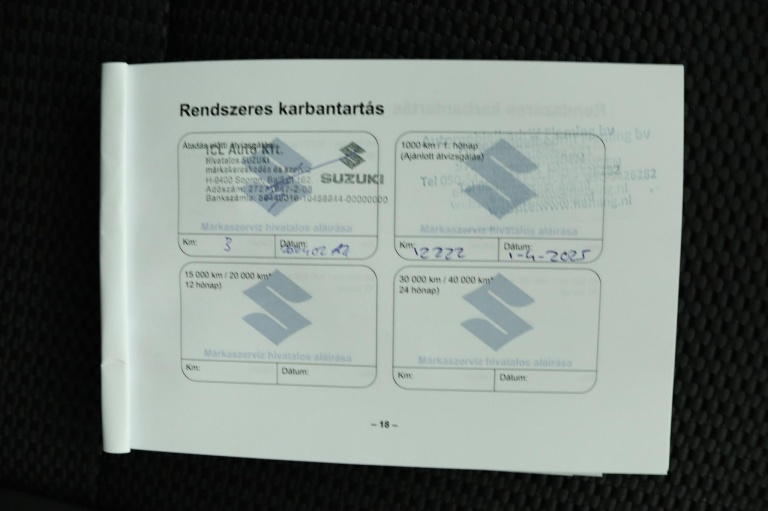 Rendszeres karbantartás
Átadás előtti átvizsgálás
ICL Autó Kft.
Hivatalos SUZUKI
márkakereskedés és szerviz
H-9400 Sopron,
Adószám:
Bankszámla:
SUZUKI
Márkaszerviz hivatalos aláírása
Km: 3 Dátum:
1000 km / 1. hónap
(Ajánlott átvizsgálás)
Tel
Márkaszerviz hivatalos aláírása
Km: 12222 Dátum: 1-4-2025
15 000 km / 20 000 km*
12 hónap)
Márkaszerviz hivatalos aláírása
Km: Dátum:
30 000 km / 40 000 km*
24 hónap)
Márkaszerviz hivatalos aláírása
Km: Dátum:
– 18 –